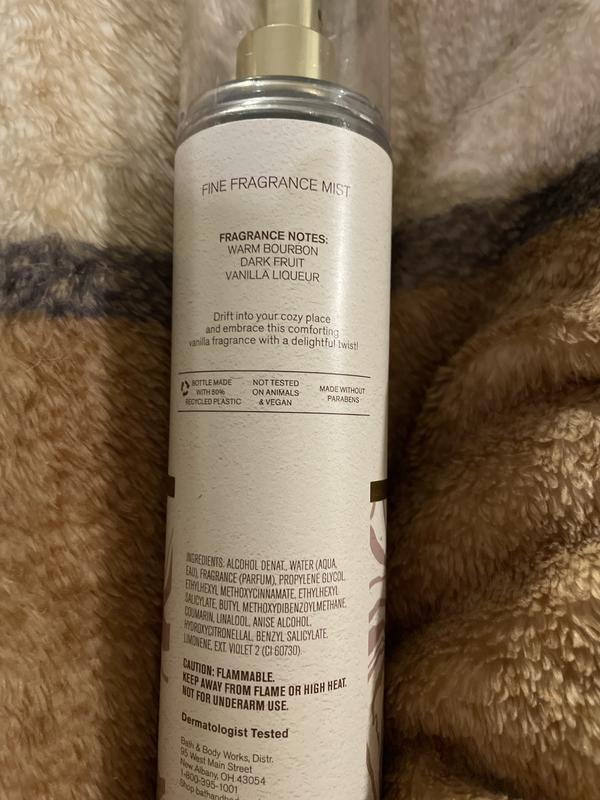 FINE FRAGRANCE MIST
FRAGRANCE NOTES:
WARM BOURBON
DARK FRUIT
VANILLA LIQUEUR
Drift into your cozy place
and embrace this comforting
vanilla fragrance with a delightful twist!
BOTTLE MADE
WITH 50%
RECYCLED PLASTIC
NOT TESTED
ON ANIMALS
& VEGAN
MADE WITHOUT
PARABENS
INGREDIENTS: ALCOHOL DENAT., WATER (AQUA,
EAU), FRAGRANCE (PARFUM), PROPYLENE GLYCOL,
ETHYLHEXYL METHOXYCINNAMATE, ETHYLHEXYL
SALICYLATE, BUTYL METHOXYDIBENZOYLMETHANE,
COUMARIN, LINALOOL, ANISE ALCOHOL,
HYDROXYCITRONELLAL, BENZYL SALICYLATE,
LIMONENE, EXT. VIOLET 2 (CI 60730)
CAUTION: FLAMMABLE.
KEEP AWAY FROM FLAME OR HIGH HEAT.
NOT FOR UNDERARM USE.
Dermatologist Tested
Bath & Body Works, Distr.
95 West Main Street
New Albany, OH 43054
1-800-395-1001
Shop